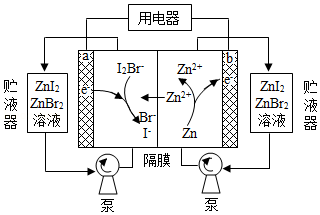 用电器
a
b
I₂Br⁻
Zn²⁺
e⁻
e⁻
ZnI₂
ZnBr₂
溶液
贮液器
Zn²⁺
Br⁻
I⁻
Zn
ZnI₂
ZnBr₂
溶液
贮液器
隔膜
泵
泵